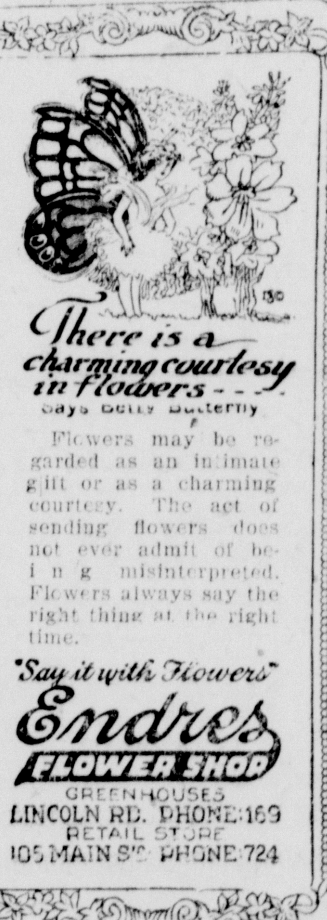 There is a
charming courtesy
in flowers - - -
Says Betty Butterfly
Flowers may be re-
garded as an intimate
gift or as a charming
courtesy. The act of
sending flowers does
not ever admit of be-
ing misinterpreted.
Flowers always say the
right thing at the right
time.
"Say it with Flowers"
Endres
FLOWER SHOP
GREENHOUSES
LINCOLN RD. PHONE:169
RETAIL STORE
105 MAIN ST. PHONE:724